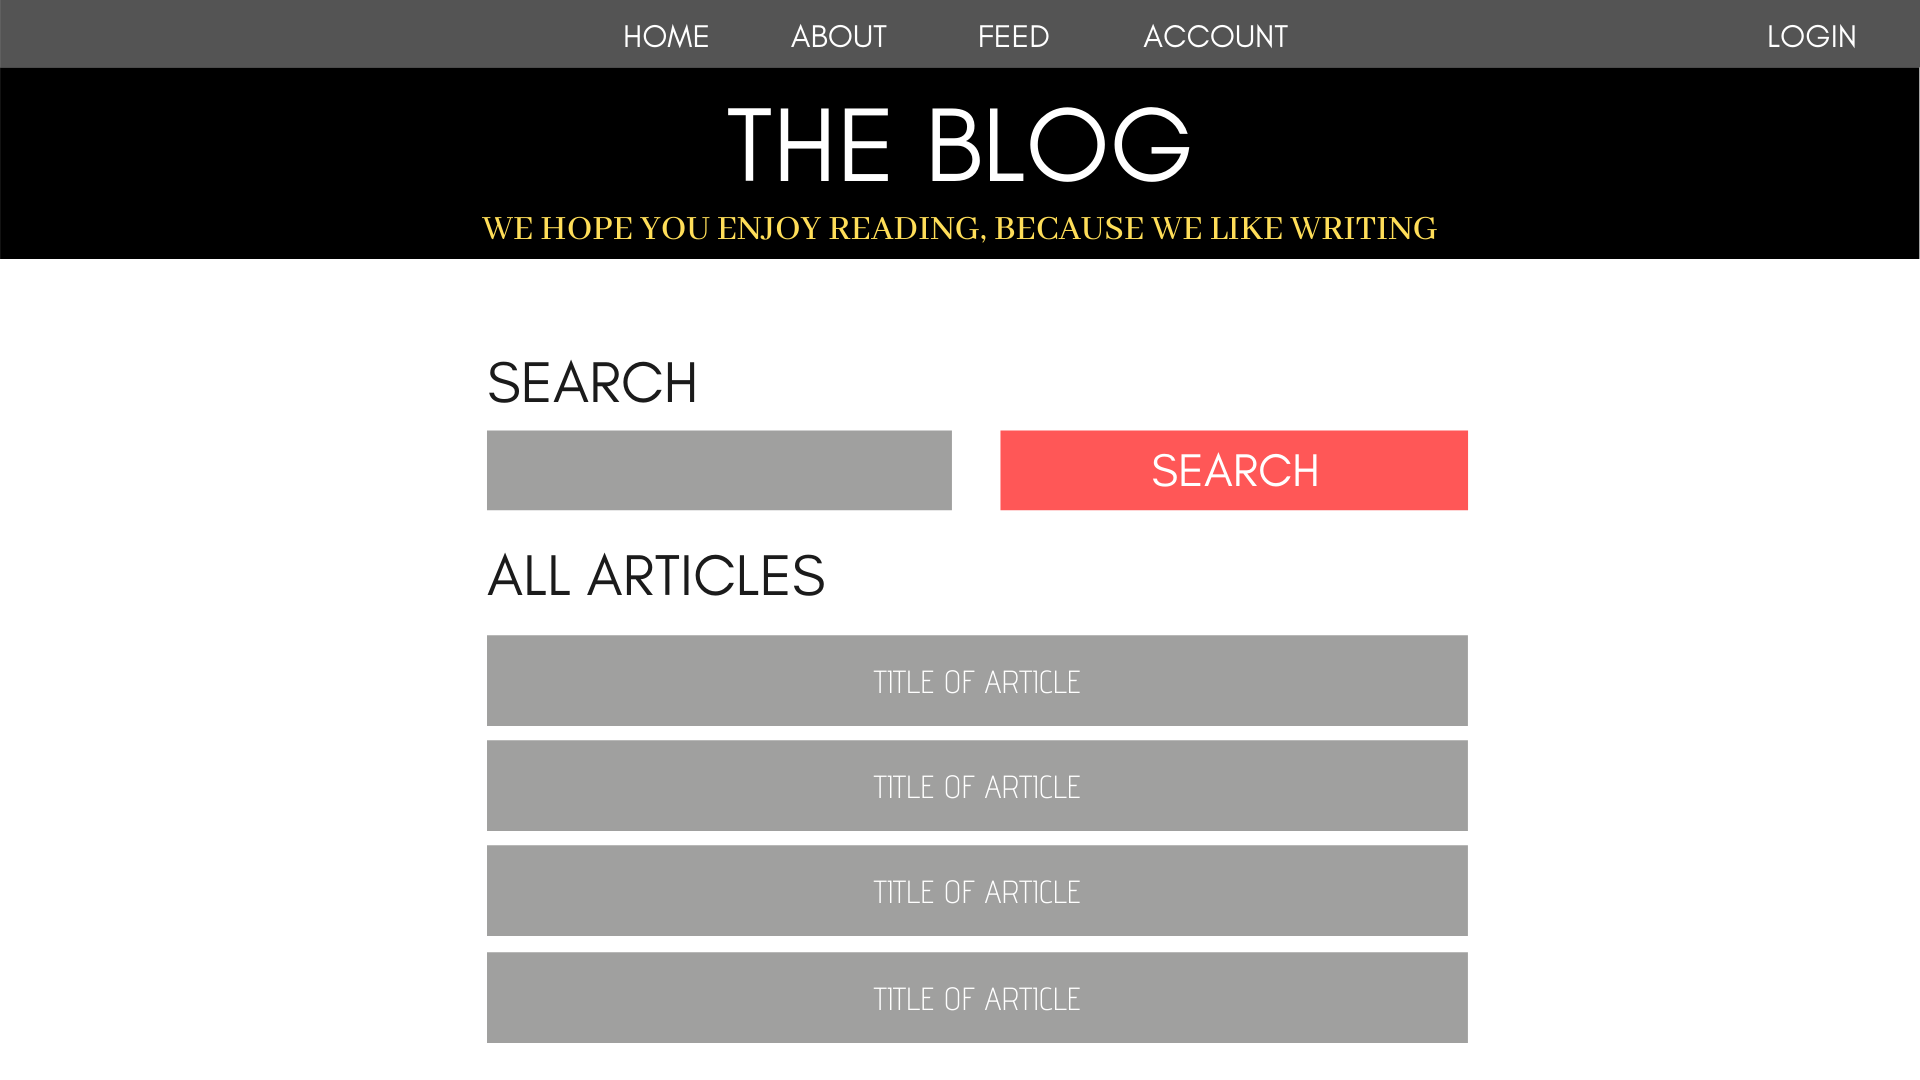 HOME ABOUT FEED ACCOUNT LOGIN
THE BLOG
WE HOPE YOU ENJOY READING, BECAUSE WE LIKE WRITING
SEARCH
SEARCH
ALL ARTICLES
TITLE OF ARTICLE
TITLE OF ARTICLE
TITLE OF ARTICLE
TITLE OF ARTICLE